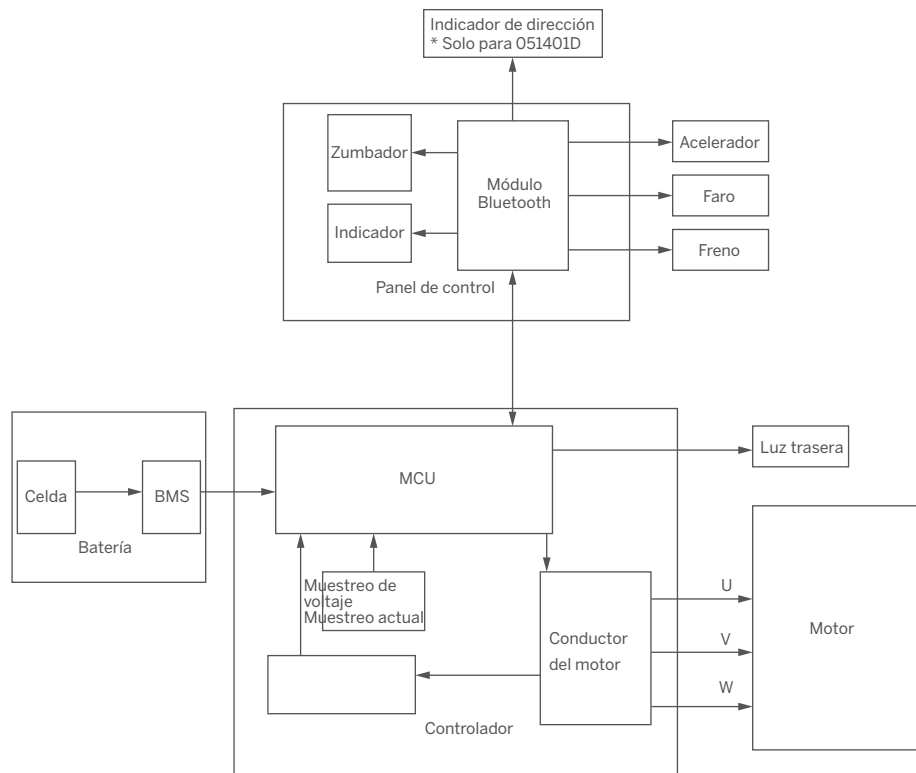 Indicador de dirección
* Solo para 051401D
Zumbador
Indicador
Módulo
Bluetooth
Acelerador
Faro
Freno
Panel de control
Celda
BMS
Batería
MCU
Luz trasera
Muestreo de
voltaje
Muestreo actual
Conductor
del motor
Controlador
U
V
W
Motor